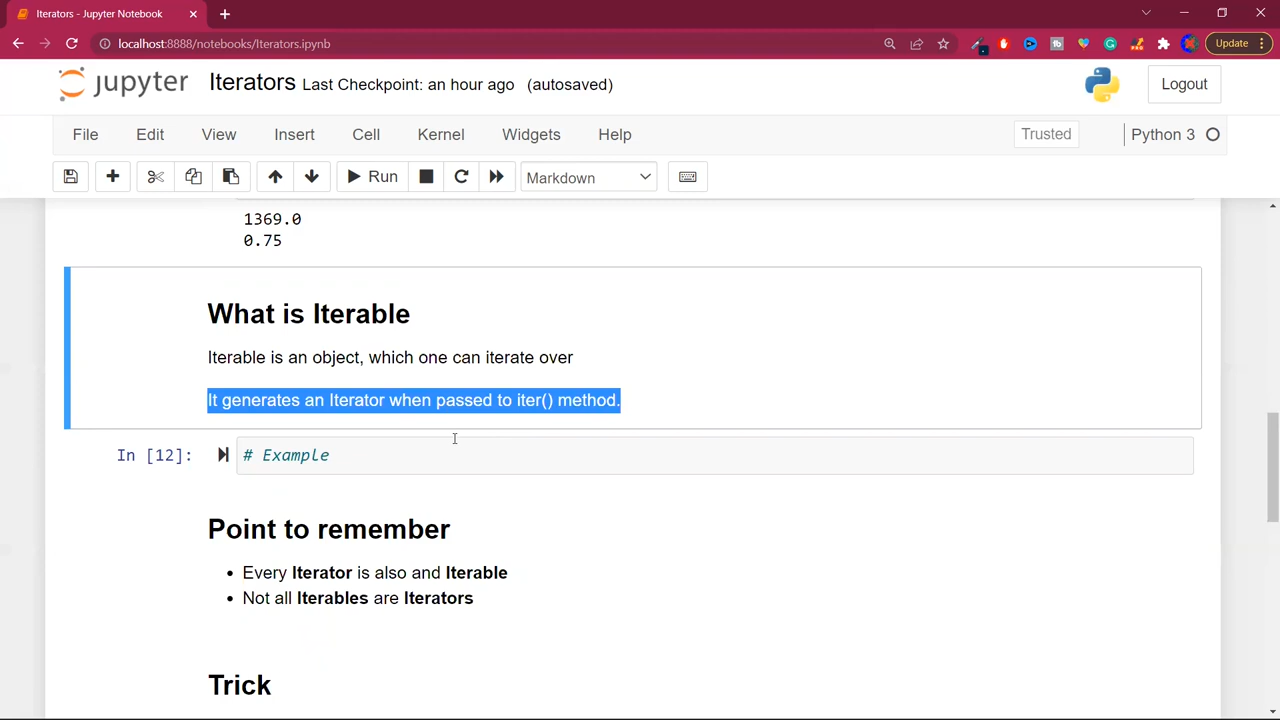 Iterators - Jupyter Notebook
localhost:8888/notebooks/Iterators.ipynb
Update
jupyter Iterators Last Checkpoint: an hour ago (autosaved)
Logout
File Edit View Insert Cell Kernel Widgets Help Trusted Python 3
Run Markdown
1369.0
0.75
What is Iterable
Iterable is an object, which one can iterate over
It generates an Iterator when passed to iter() method.
In [12]: # Example
Point to remember
• Every Iterator is also and Iterable
• Not all Iterables are Iterators
Trick